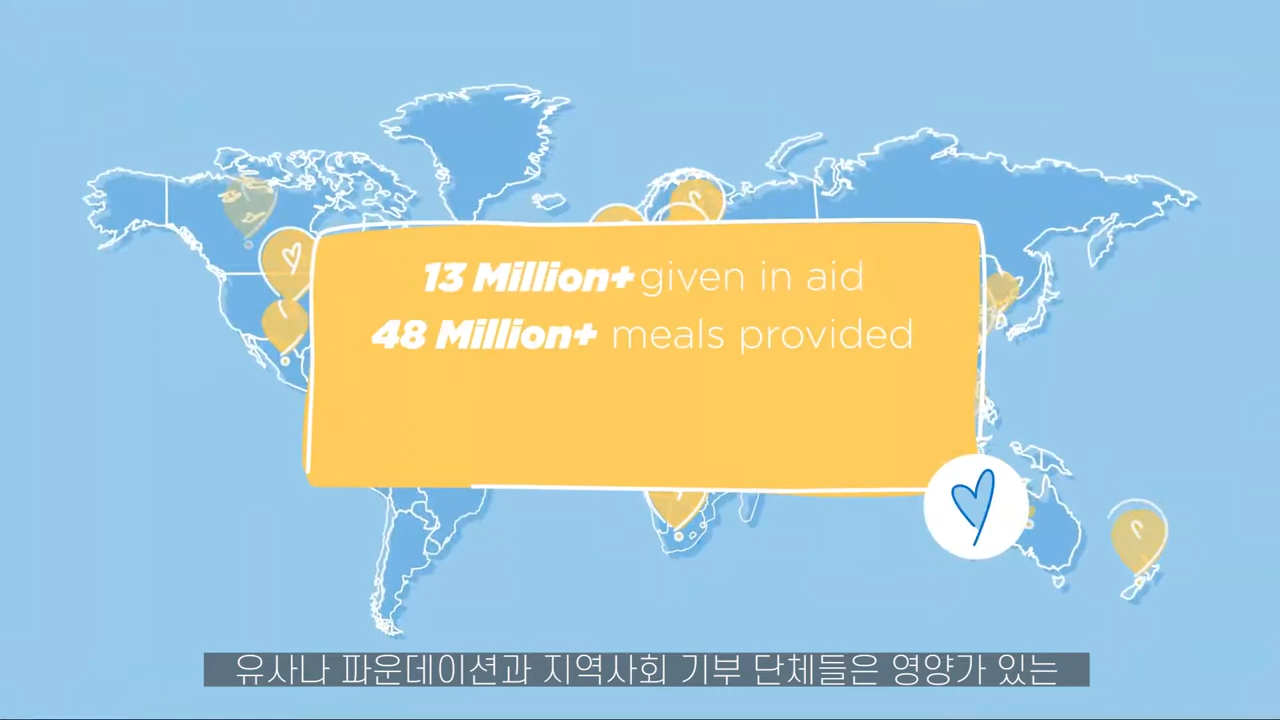 13 Million+ given in aid
48 Million+ meals provided
유사나 파운데이션과 지역사회 기부 단체들은 영양가 있는